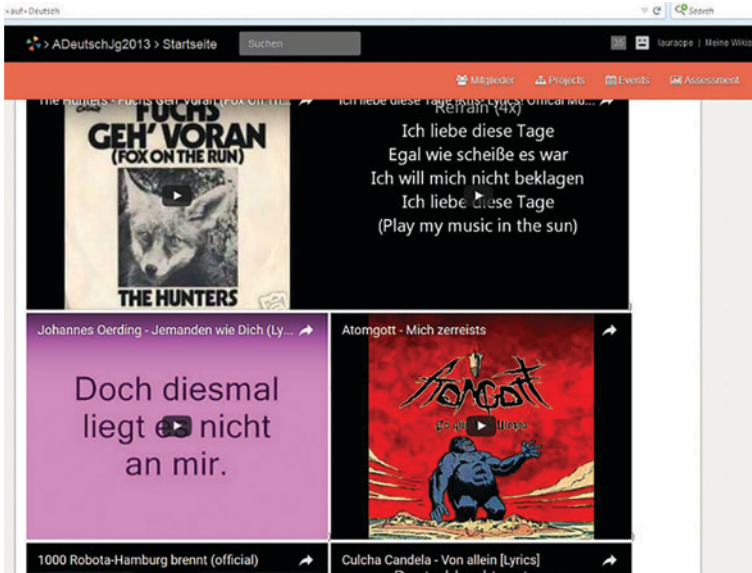 >auf+Deutsch
Search
> ADeutschJg2013 > Startseite
Suchen
35
lauracpe | Meine Wikis
Mitglieder
Projects
Events
Assessment
The Hunters - Fuchs Geh' Voran (Fox On Th...
FUCHS
GEH' VORAN
(FOX ON THE RUN)
THE HUNTERS
Ich liebe diese Tage
Refrain (4x)
Ich liebe diese Tage
Egal wie scheiße es war
Ich will mich nicht beklagen
Ich liebe diese Tage
(Play my music in the sun)
Johannes Oerding - Jemanden wie Dich (Ly...
Doch diesmal
liegt es nicht
an mir.
Atomgott - Mich zerreists
Atomgott
1000 Robota-Hamburg brennt (official)
Culcha Candela - Von allein [Lyrics]